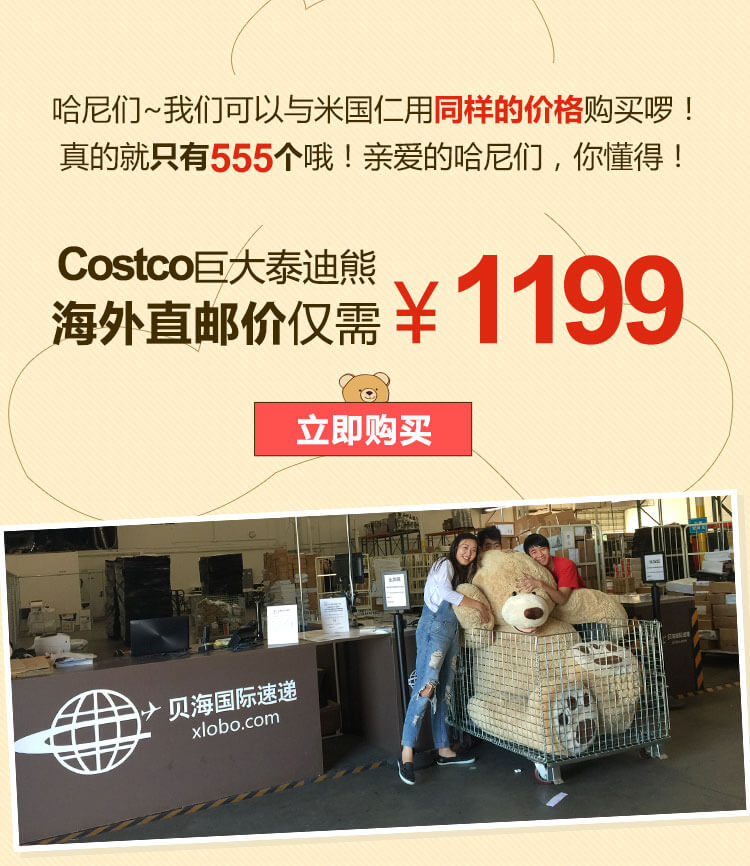 哈尼们~我们可以与米国仁用同样的价格购买啰！
真的就只有555个哦！亲爱的哈尼们，你懂得！
Costco巨大泰迪熊
海外直邮价仅需￥1199
立即购买
贝海国际速递
xlobo.com